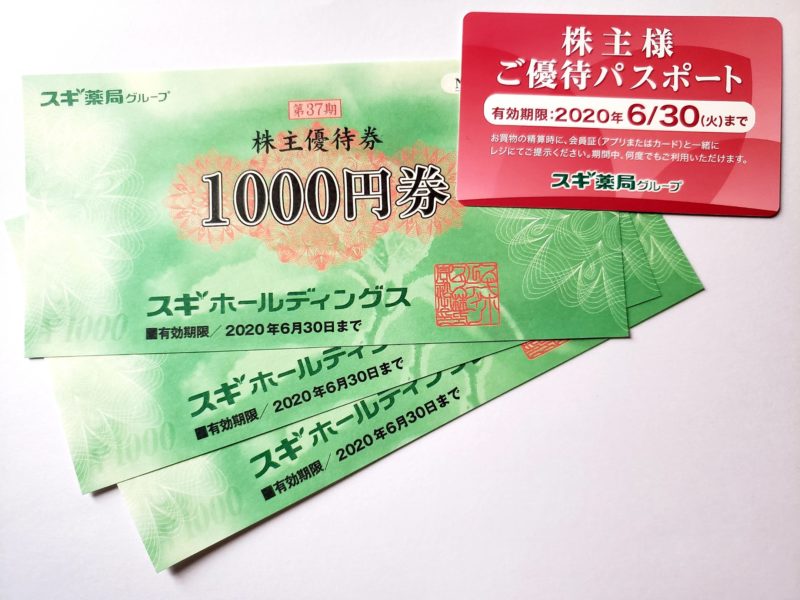 スギ薬局グループ
第37期
株主優待券
1000円券
スギホールディングス
■有効期限／2020年6月30日まで
¥1000
株主様
ご優待パスポート
有効期限：2020年 6/30(火)まで
お買物の精算時に、会員証(アプリまたはカード)と一緒に
レジにてご提示ください。期間中、何度でもご利用いただけます。
スギ薬局グループ
スギホールディング
■有効期限／2020年6月30日まで
1000
スギホールディング
■有効期限／2020年6月30日まで
1000